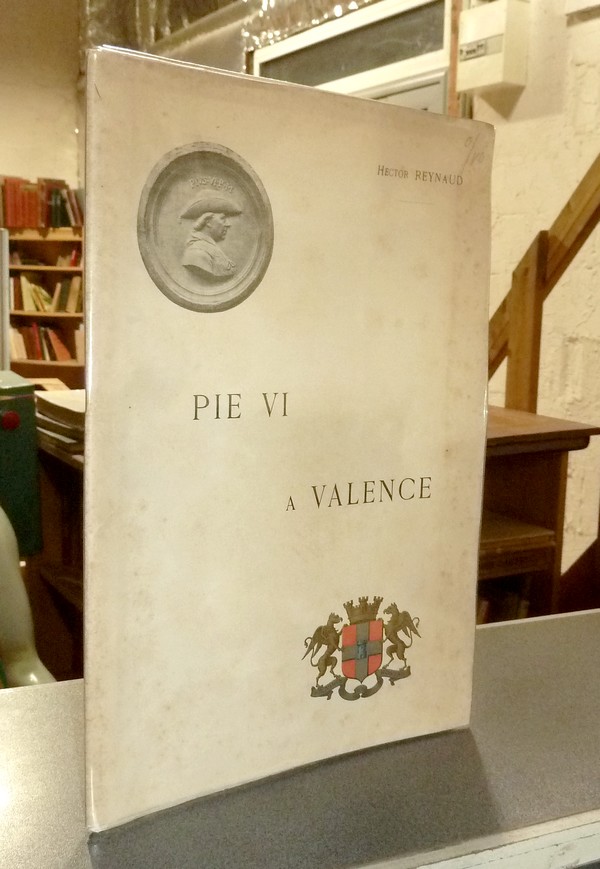 Hector REYNAUD
PIE VI
A VALENCE